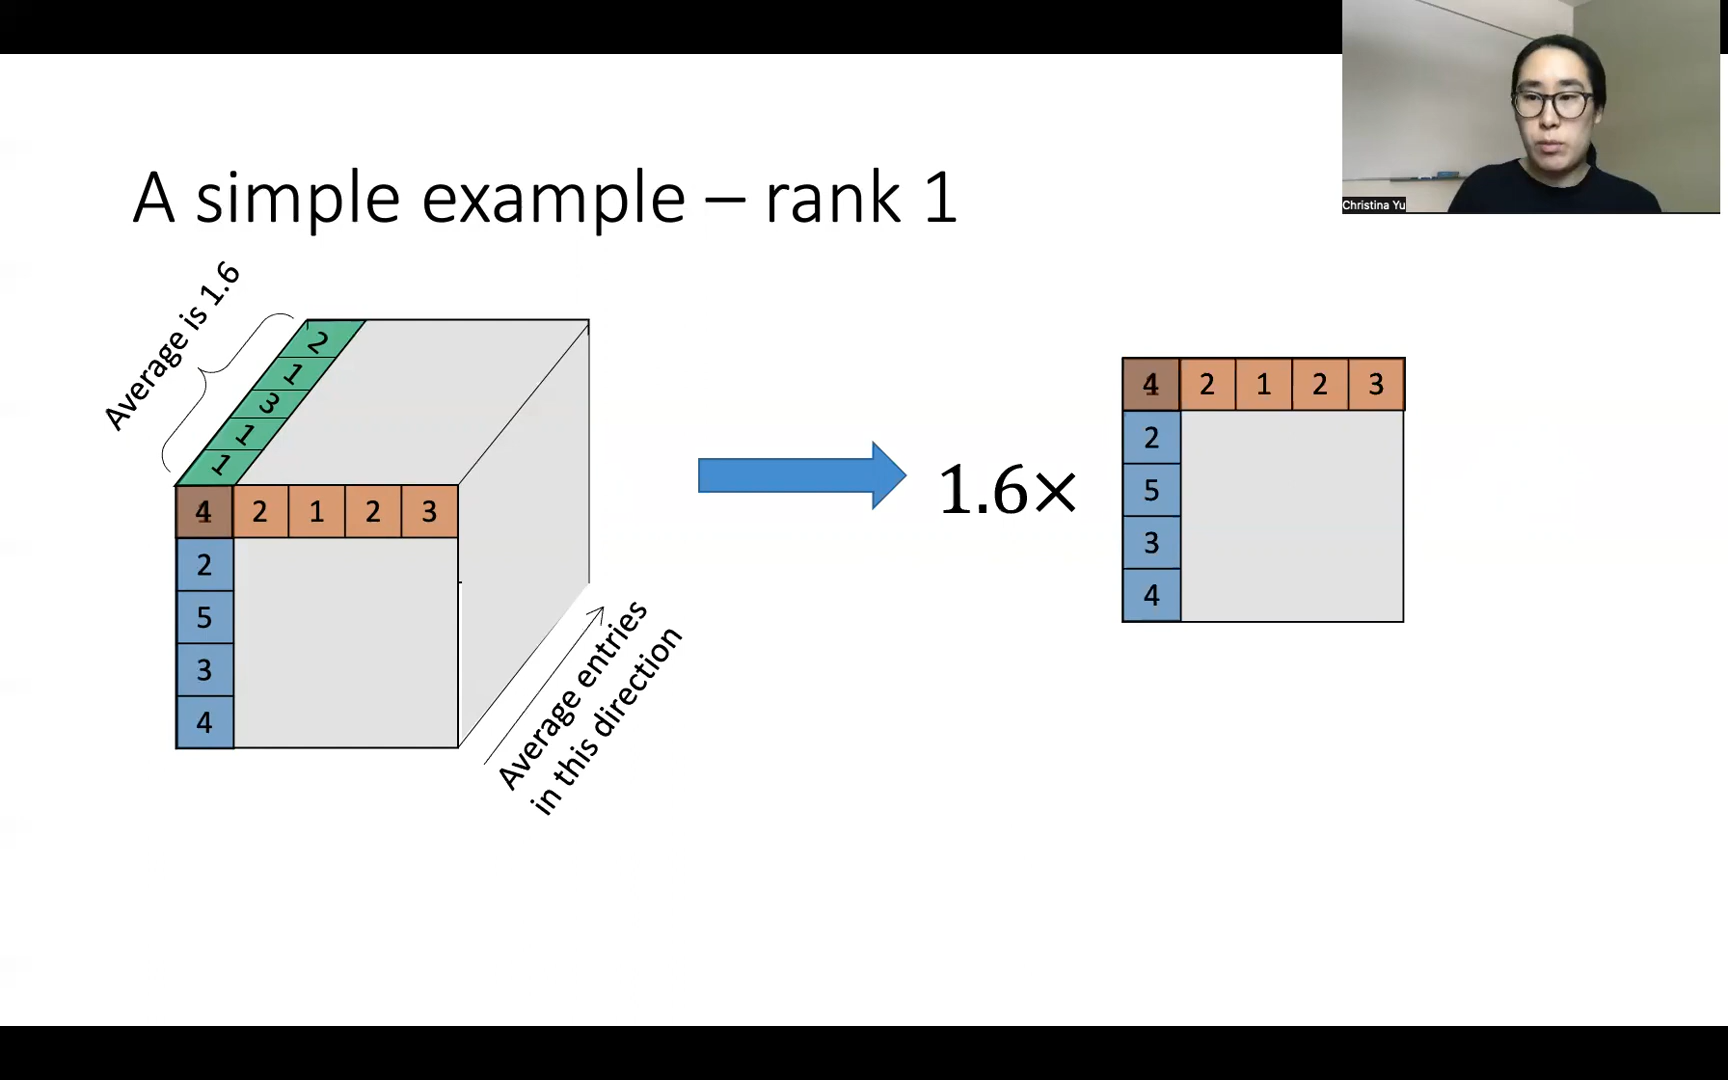 Christina Yu
A simple example – rank 1
Average is 1.6
2
1
3
1
1
4 2 1 2 3
2
5
3
4
Average entries
in this direction
1.6×
4 2 1 2 3
2
5
3
4